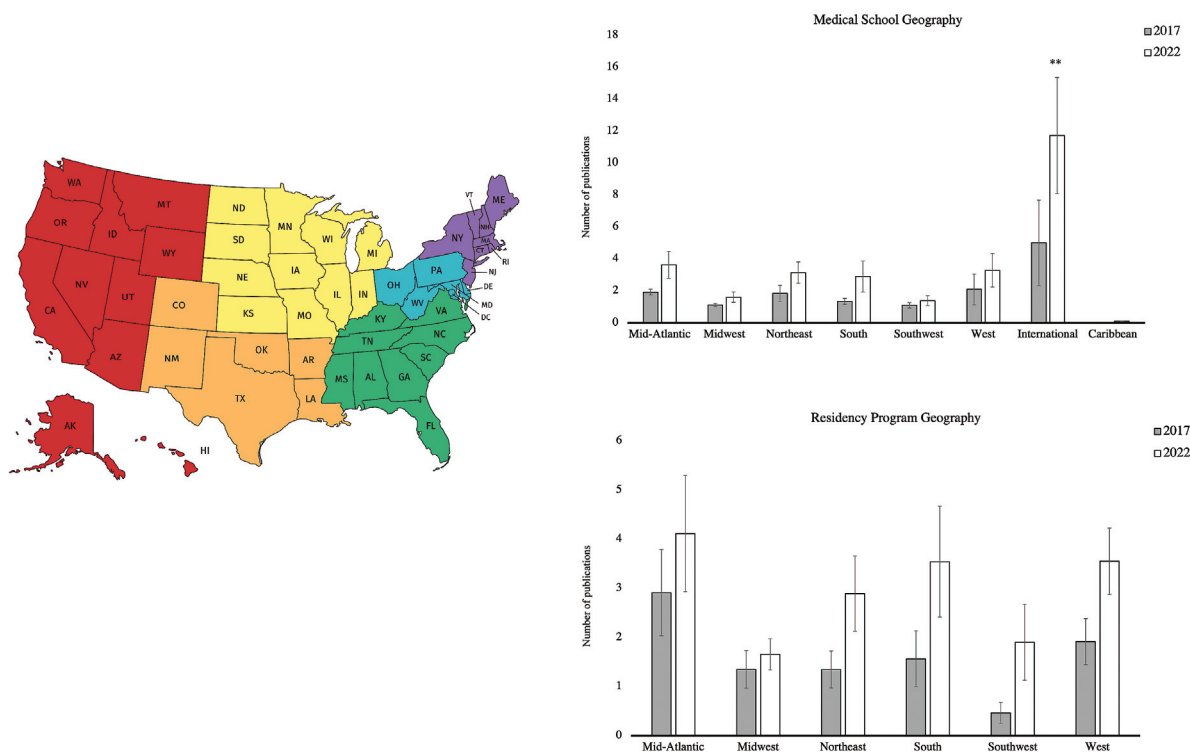 WA
OR
CA
NV
ID
MT
WY
UT
AZ
AK
HI
CO
NM
TX
OK
AR
LA
ND
SD
NE
KS
MN
IA
MO
WI
IL
IN
MI
OH
PA
WV
KY
TN
MS
AL
GA
FL
SC
NC
VA
VT
ME
NH
NY
MA
CT
RI
NJ
DE
MD
DC
Medical School Geography
2017
2022
Number of publications
18
16
14
12
10
8
6
4
2
0
**
Mid-Atlantic Midwest Northeast South Southwest West International Caribbean
Residency Program Geography
2017
2022
Number of publications
6
5
4
3
2
1
0
Mid-Atlantic Midwest Northeast South Southwest West